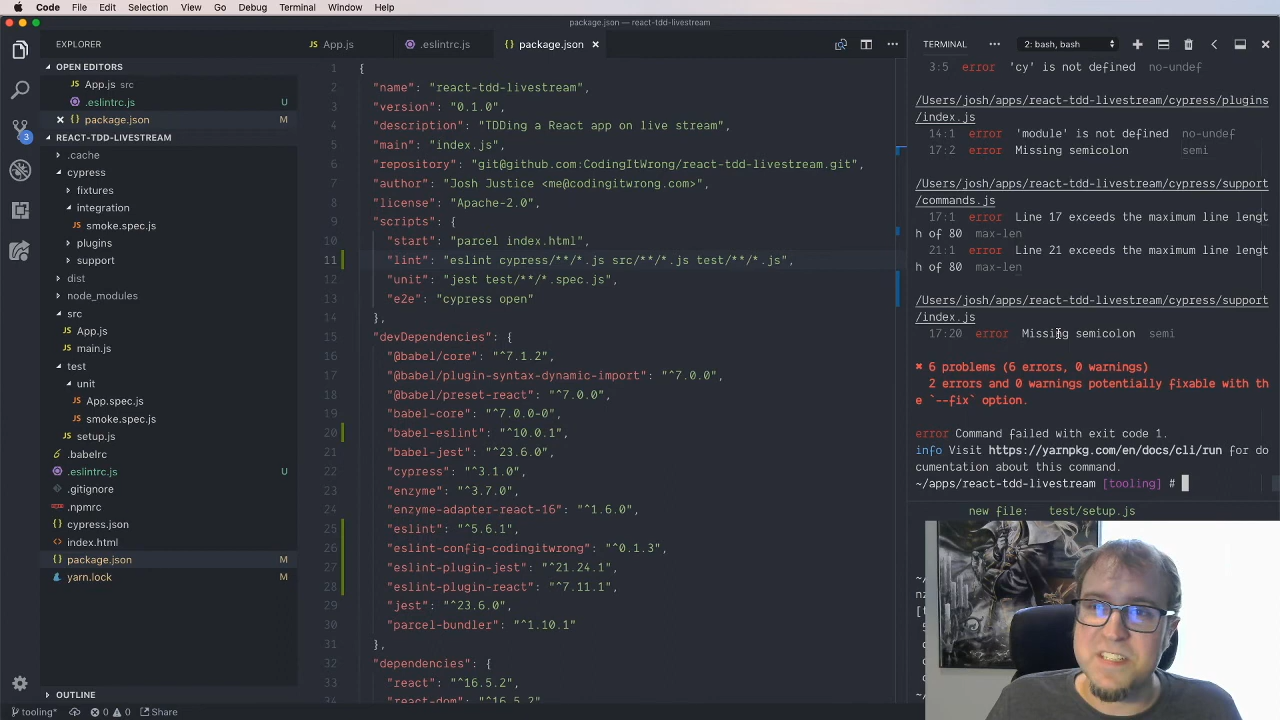 Code File Edit Selection View Go Debug Terminal Window Help
package.json — react-tdd-livestream
EXPLORER
OPEN EDITORS
App.js src
.eslintrc.js U
package.json M
REACT-TDD-LIVESTREAM
.cache
cypress
fixtures
integration
smoke.spec.js
plugins
support
dist
node_modules
src
App.js
main.js
test
unit
App.spec.js
smoke.spec.js
setup.js
.babelrc
.eslintrc.js U
.gitignore
.npmrc
cypress.json
index.html
package.json M
yarn.lock
OUTLINE
3
tooling* 0 0 Share
App.js .eslintrc.js package.json
1 {
2 "name": "react-tdd-livestream",
3 "version": "0.1.0",
4 "description": "TDDing a React app on live stream",
5 "main": "index.js",
6 "repository": "git@github.com:CodingItWrong/react-tdd-livestream.git",
7 "author": "Josh Justice <me@codingitwrong.com>",
8 "license": "Apache-2.0",
9 "scripts": {
10 "start": "parcel index.html",
11 "lint": "eslint cypress/**/*.js src/**/*.js test/**/*.js",
12 "unit": "jest test/**/*.spec.js",
13 "e2e": "cypress open"
14 },
15 "devDependencies": {
16 "@babel/core": "^7.1.2",
17 "@babel/plugin-syntax-dynamic-import": "^7.0.0",
18 "@babel/preset-react": "^7.0.0",
19 "babel-core": "^7.0.0-0",
20 "babel-eslint": "^10.0.1",
21 "babel-jest": "^23.6.0",
22 "cypress": "^3.1.0",
23 "enzyme": "^3.7.0",
24 "enzyme-adapter-react-16": "^1.6.0",
25 "eslint": "^5.6.1",
26 "eslint-config-codingitwrong": "^0.1.3",
27 "eslint-plugin-jest": "^21.24.1",
28 "eslint-plugin-react": "^7.11.1",
29 "jest": "^23.6.0",
30 "parcel-bundler": "^1.10.1"
31 },
32 "dependencies": {
33 "react": "^16.5.2",
34 "react-dom": "^16.5.2",
TERMINAL 2: bash, bash
3:5 error 'cy' is not defined no-undef
/Users/josh/apps/react-tdd-livestream/cypress/plugins
/index.js
14:1 error 'module' is not defined no-undef
17:2 error Missing semicolon semi
/Users/josh/apps/react-tdd-livestream/cypress/support
/commands.js
17:1 error Line 17 exceeds the maximum line lengt
h of 80 max-len
21:1 error Line 21 exceeds the maximum line lengt
h of 80 max-len
/Users/josh/apps/react-tdd-livestream/cypress/support
/index.js
17:20 error Missing semicolon semi
✖ 6 problems (6 errors, 0 warnings)
2 errors and 0 warnings potentially fixable with th
e `--fix` option.
error Command failed with exit code 1.
info Visit https://yarnpkg.com/en/docs/cli/run for do
cumentation about this command.
~/apps/react-tdd-livestream [tooling] #
new file: test/setup.js